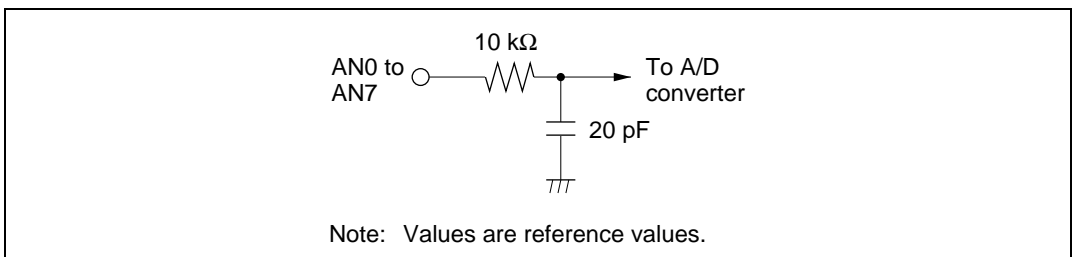 10 kΩ
AN0 to
AN7
To A/D
converter
20 pF
Note: Values are reference values.